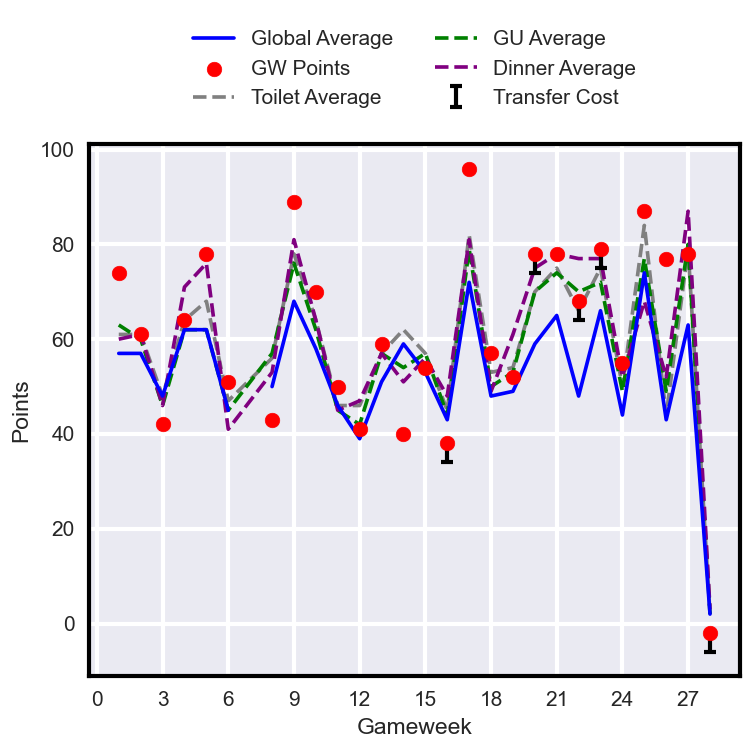 Global Average
GW Points
Toilet Average
GU Average
Dinner Average
Transfer Cost
100
80
60
40
20
0
Points
0 3 6 9 12 15 18 21 24 27
Gameweek